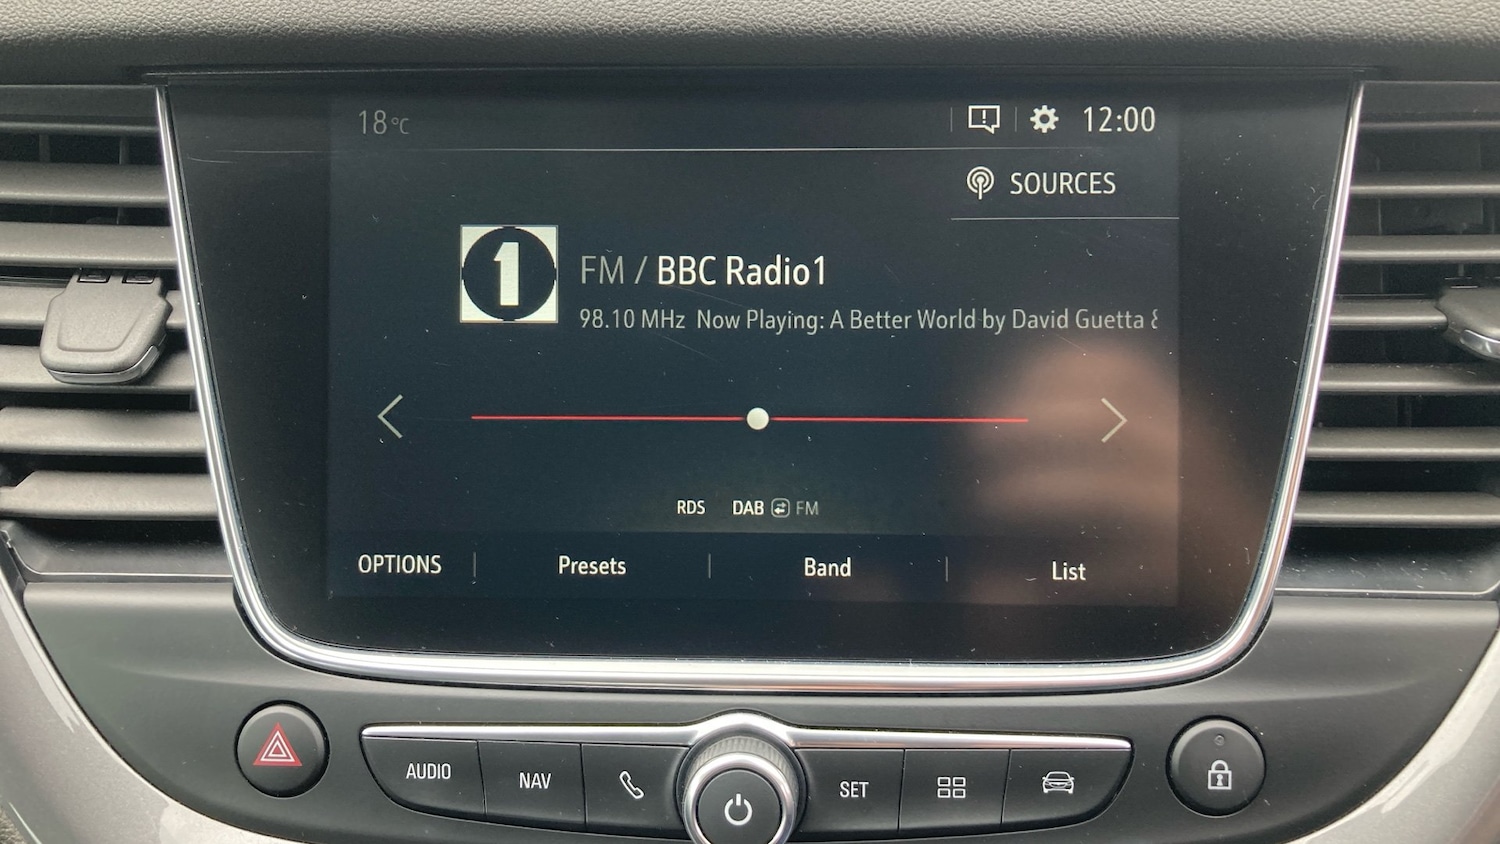 18°C 12:00
SOURCES
1
FM / BBC Radio1
98.10 MHz Now Playing: A Better World by David Guetta &
RDS DAB FM
OPTIONS Presets Band List
AUDIO NAV SET